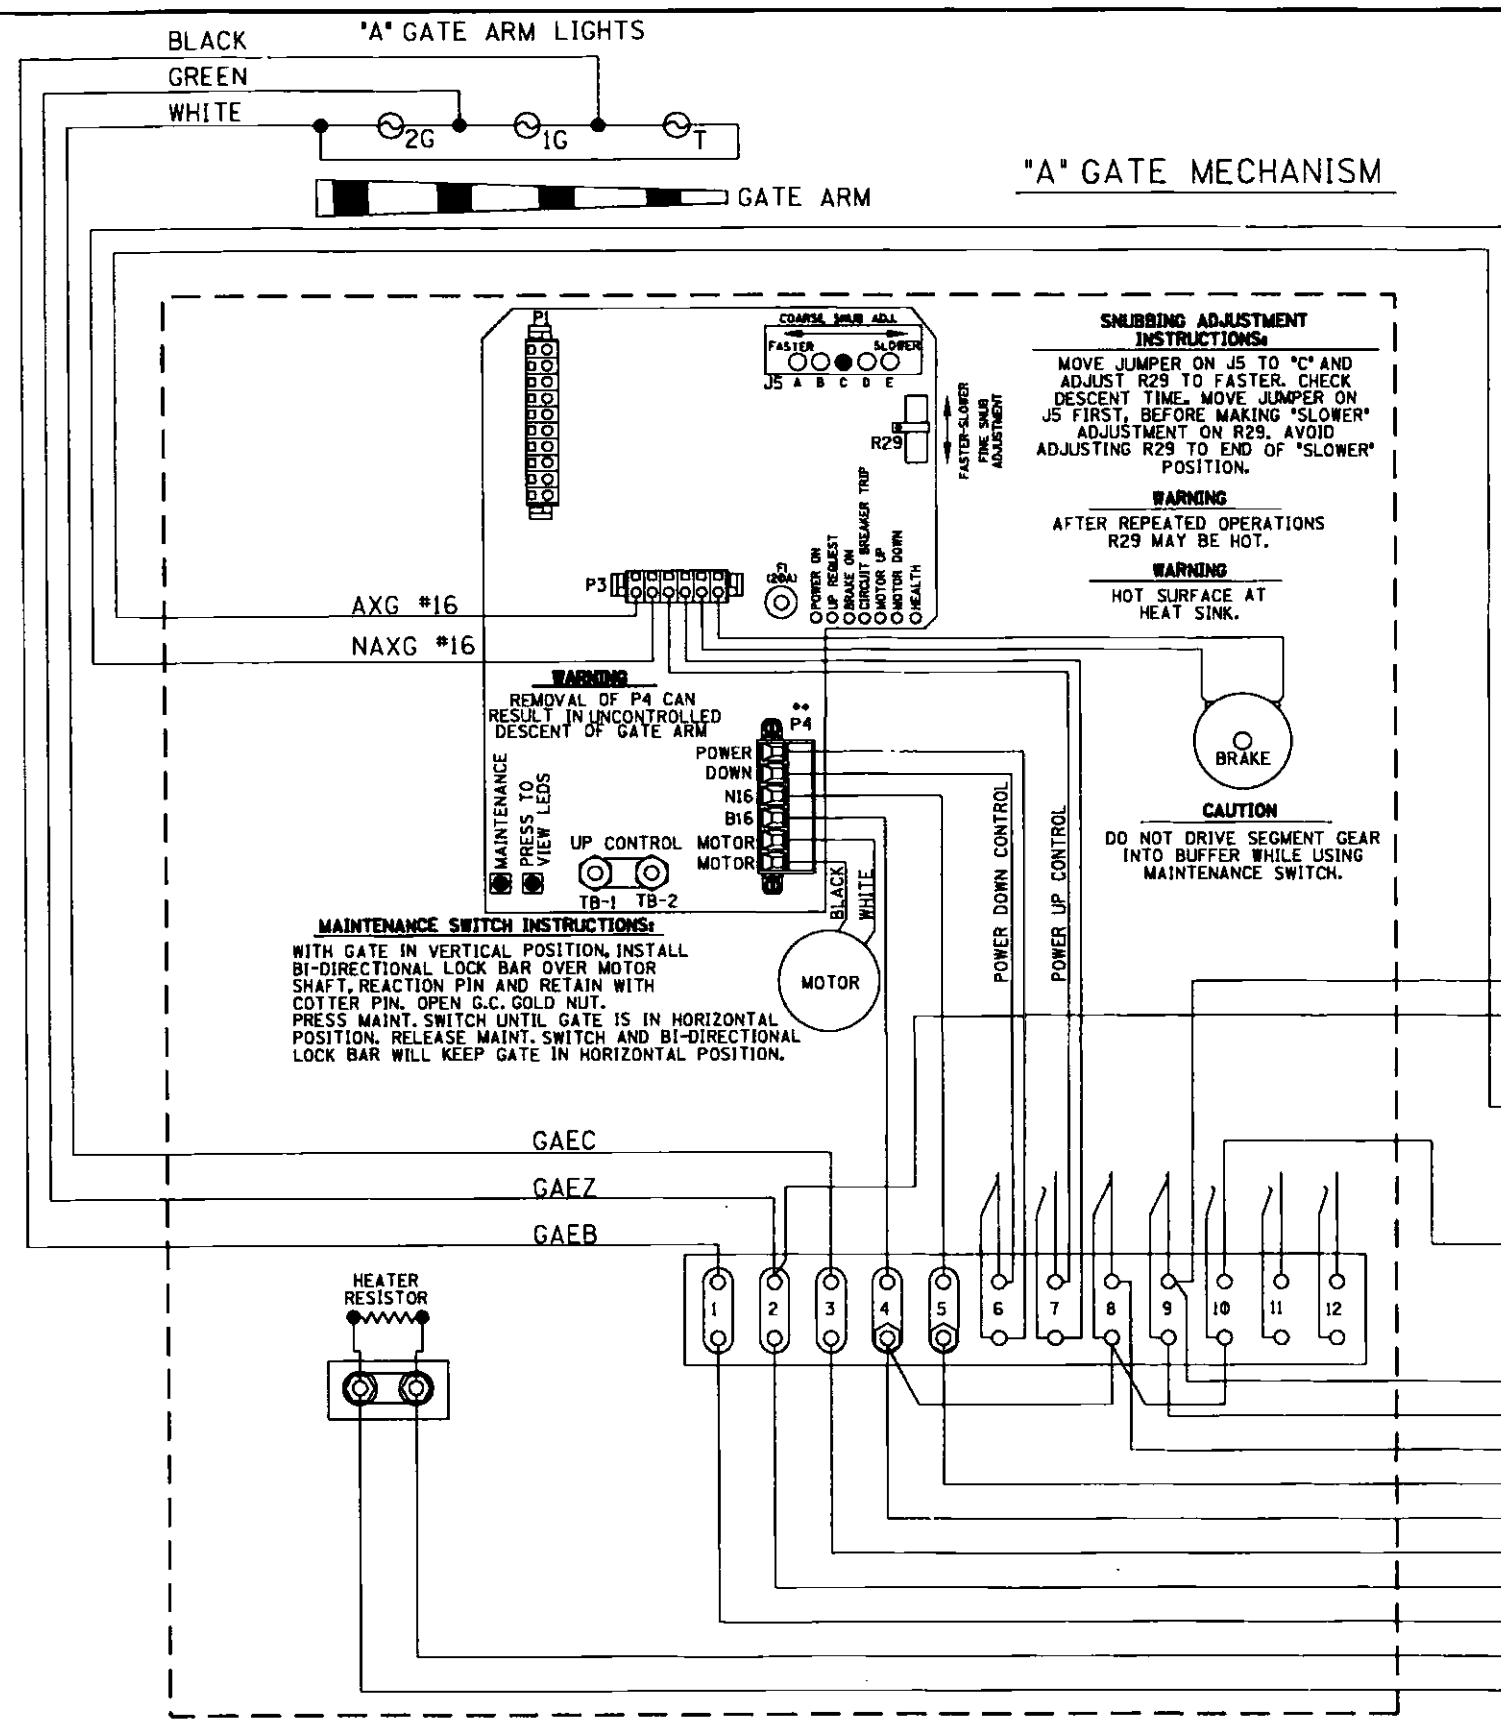 "A" GATE ARM LIGHTS
BLACK
GREEN
WHITE
2G
1G
T
GATE ARM
"A" GATE MECHANISM
P1
COARSE SNUB ADJ.
FASTER
SLOWER
J5 A B C D E
R29
FASTER-SLOWER
FINE SNUB
ADJUSTMENT
SNUBBING ADJUSTMENT
INSTRUCTIONS:
MOVE JUMPER ON J5 TO "C" AND
ADJUST R29 TO FASTER. CHECK
DESCENT TIME. MOVE JUMPER ON
J5 FIRST, BEFORE MAKING "SLOWER"
ADJUSTMENT ON R29. AVOID
ADJUSTING R29 TO END OF "SLOWER"
POSITION.
WARNING
AFTER REPEATED OPERATIONS
R29 MAY BE HOT.
WARNING
HOT SURFACE AT
HEAT SINK.
P3
F1
(20A)
POWER ON
UP REQUEST
BRAKE ON
CIRCUIT BREAKER TRIP
MOTOR UP
MOTOR DOWN
HEALTH
AXG #16
NAXG #16
WARNING
REMOVAL OF P4 CAN
RESULT IN UNCONTROLLED
DESCENT OF GATE ARM
**
P4
POWER
DOWN
N16
B16
MOTOR
MOTOR
MAINTENANCE
PRESS TO
VIEW LEDS
UP CONTROL
TB-1 TB-2
BLACK
WHITE
MOTOR
POWER DOWN CONTROL
POWER UP CONTROL
BRAKE
CAUTION
DO NOT DRIVE SEGMENT GEAR
INTO BUFFER WHILE USING
MAINTENANCE SWITCH.
MAINTENANCE SWITCH INSTRUCTIONS:
WITH GATE IN VERTICAL POSITION, INSTALL
BI-DIRECTIONAL LOCK BAR OVER MOTOR
SHAFT, REACTION PIN AND RETAIN WITH
COTTER PIN. OPEN G.C. GOLD NUT.
PRESS MAINT. SWITCH UNTIL GATE IS IN HORIZONTAL
POSITION. RELEASE MAINT. SWITCH AND BI-DIRECTIONAL
LOCK BAR WILL KEEP GATE IN HORIZONTAL POSITION.
GAEC
GAEZ
GAEB
HEATER
RESISTOR
1 2 3 4 5 6 7 8 9 10 11 12